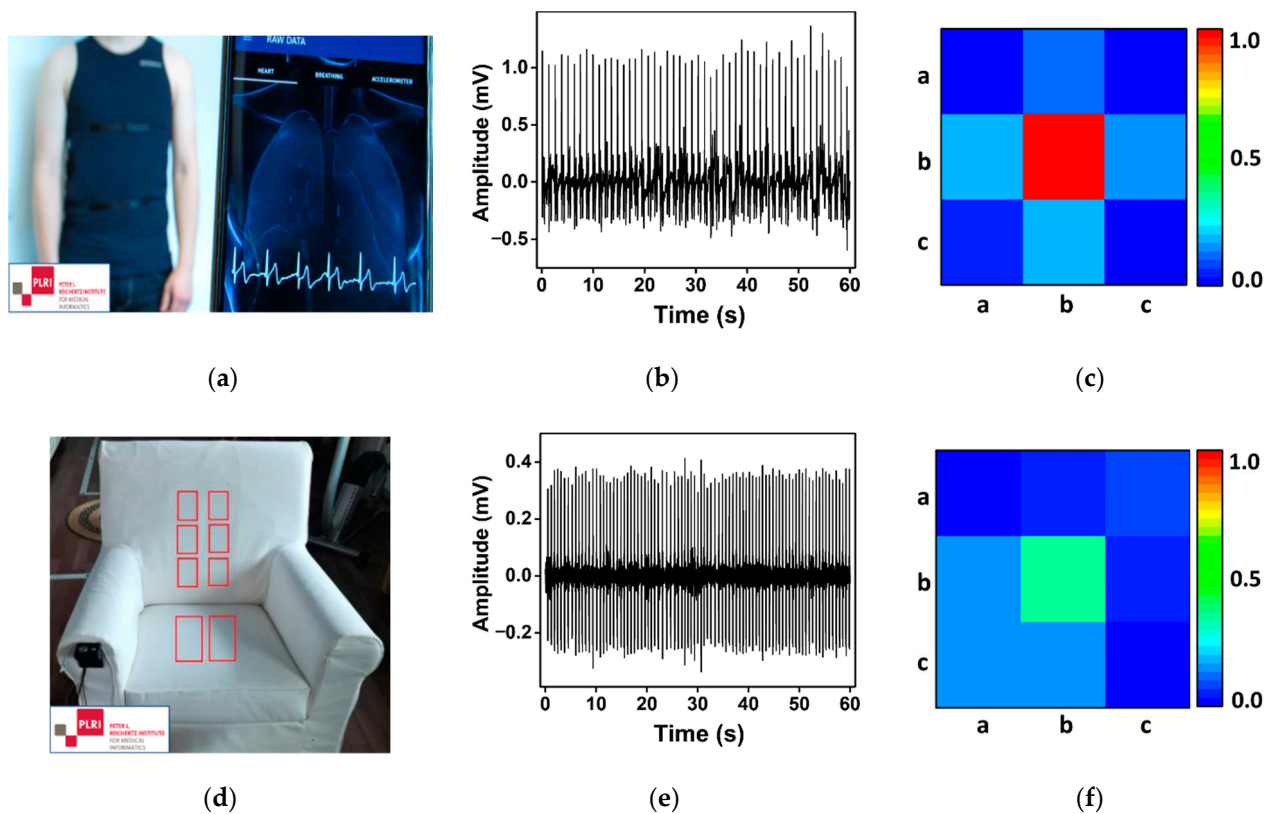 RAW DATA
HEART
BREATHING
ACCELEROMETER
PLRI
PETER L.
REICHERTZ INSTITUTE
FOR MEDICAL
INFORMATICS
Amplitude (mV)
1.0
0.5
0.0
−0.5
0 10 20 30 40 50 60
Time (s)
a
b
c
a b c
1.0
0.5
0.0
(a)
(b)
(c)
PLRI
PETER L.
REICHERTZ INSTITUTE
FOR MEDICAL
INFORMATICS
Amplitude (mV)
0.4
0.2
0.0
−0.2
0 10 20 30 40 50 60
Time (s)
a
b
c
a b c
1.0
0.5
0.0
(d)
(e)
(f)